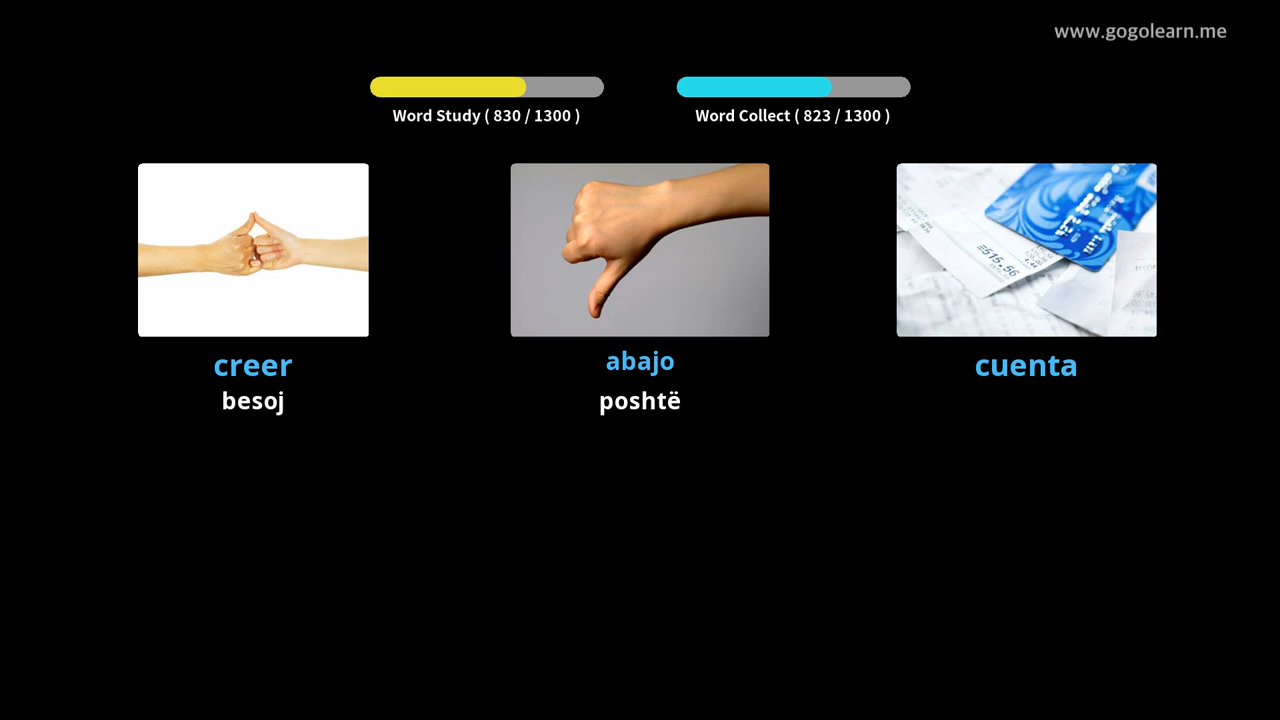 www.gogolearn.me
Word Study ( 830 / 1300 )
Word Collect ( 823 / 1300 )
creer
abajo
cuenta
besoj
poshtë